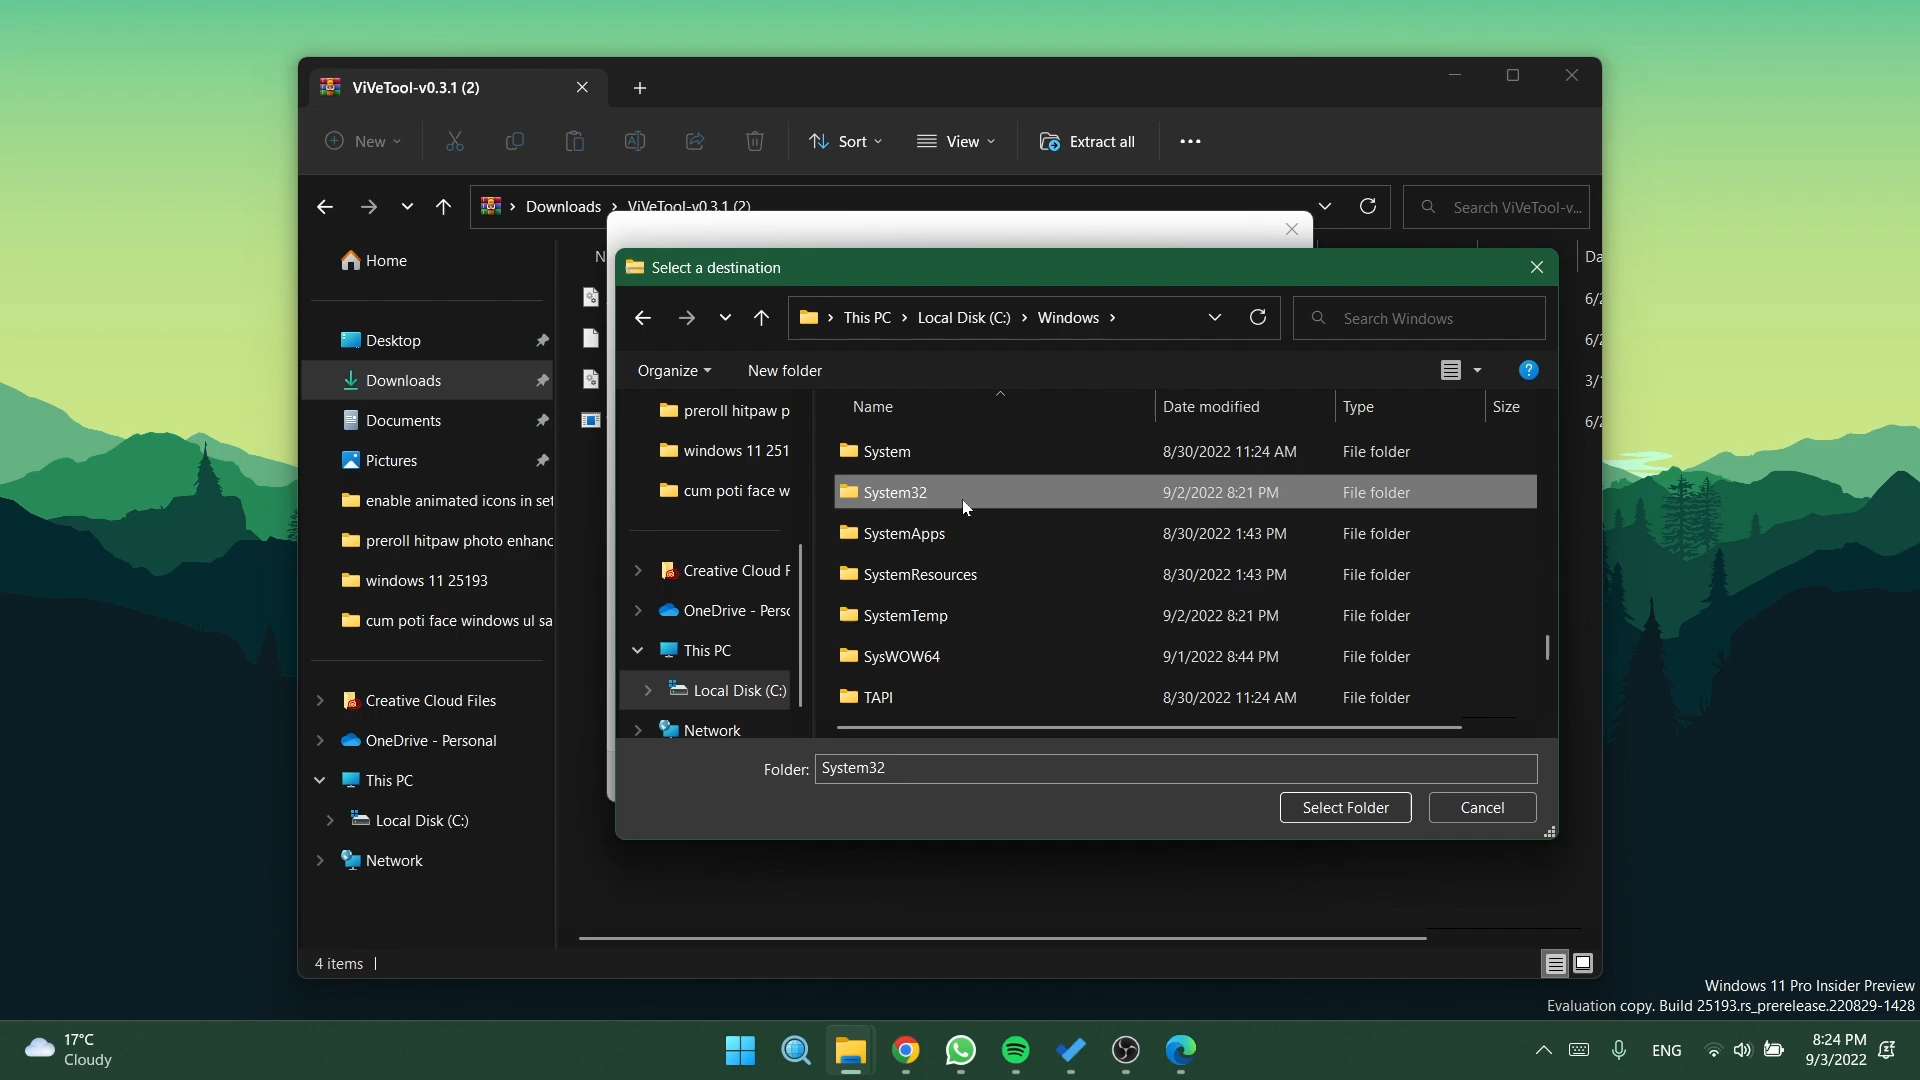 ViVeTool-v0.3.1 (2)
New
Sort
View
Extract all
Downloads > ViVeTool-v0.3.1 (2)
Search ViVeTool-v...
Home
Desktop
Downloads
Documents
Pictures
enable animated icons in set
preroll hitpaw photo enhanc
windows 11 25193
cum poti face windows ul sa
Creative Cloud Files
OneDrive - Personal
This PC
Local Disk (C:)
Network
N
Da
6/2
6/2
3/1
6/2
Select a destination
This PC > Local Disk (C:) > Windows >
Search Windows
Organize
New folder
preroll hitpaw p
windows 11 251
cum poti face w
Creative Cloud F
OneDrive - Perso
This PC
Local Disk (C:)
Network
Name Date modified Type Size
System 8/30/2022 11:24 AM File folder
System32 9/2/2022 8:21 PM File folder
SystemApps 8/30/2022 1:43 PM File folder
SystemResources 8/30/2022 1:43 PM File folder
SystemTemp 9/2/2022 8:21 PM File folder
SysWOW64 9/1/2022 8:44 PM File folder
TAPI 8/30/2022 11:24 AM File folder
Folder: System32
Select Folder
Cancel
4 items
Windows 11 Pro Insider Preview
Evaluation copy. Build 25193.rs_prerelease.220829-1428
17°C
Cloudy
ENG
8:24 PM
9/3/2022